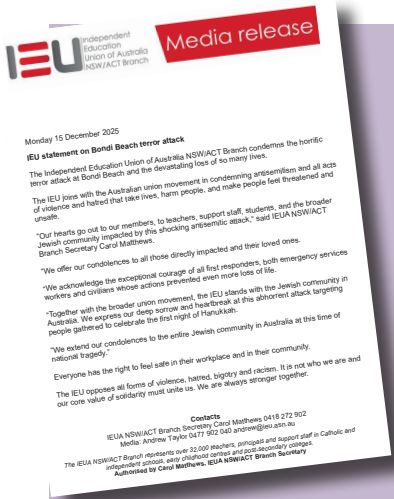 IEU
Independent
Education
Union of Australia
NSW/ACT Branch
Media release
Monday 15 December 2025
IEU statement on Bondi Beach terror attack
The Independent Education Union of Australia NSW/ACT Branch condemns the horrific
terror attack at Bondi Beach and the devastating loss of so many lives.
The IEU joins with the Australian union movement in condemning antisemitism and all acts
of violence and hatred that take lives, harm people, and make people feel threatened and
unsafe.
"Our hearts go out to our members, to teachers, support staff, students, and the broader
Jewish community impacted by this shocking antisemitic attack," said IEUA NSW/ACT
Branch Secretary Carol Matthews.
"We offer our condolences to all those directly impacted and their loved ones.
"We acknowledge the exceptional courage of all first responders, both emergency services
workers and civilians whose actions prevented even more loss of life.
"Together with the broader union movement, the IEU stands with the Jewish community in
Australia. We express our deep sorrow and heartbreak at this abhorrent attack targeting
people gathered to celebrate the first night of Hanukkah.
"We extend our condolences to the entire Jewish community in Australia at this time of
national tragedy."
Everyone has the right to feel safe in their workplace and in their community.
The IEU opposes all forms of violence, hatred, bigotry and racism. It is not who we are and
our core value of solidarity must unite us. We are always stronger together.
Contacts
IEUA NSW/ACT Branch Secretary Carol Matthews 0418 272 902
Media: Andrew Taylor 0477 902 040 andrew@ieu.asn.au
The IEUA NSW/ACT Branch represents over 32,000 teachers, principals and support staff in Catholic and
independent schools, early childhood centres and post-secondary colleges.
Authorised by Carol Matthews, IEUA NSW/ACT Branch Secretary